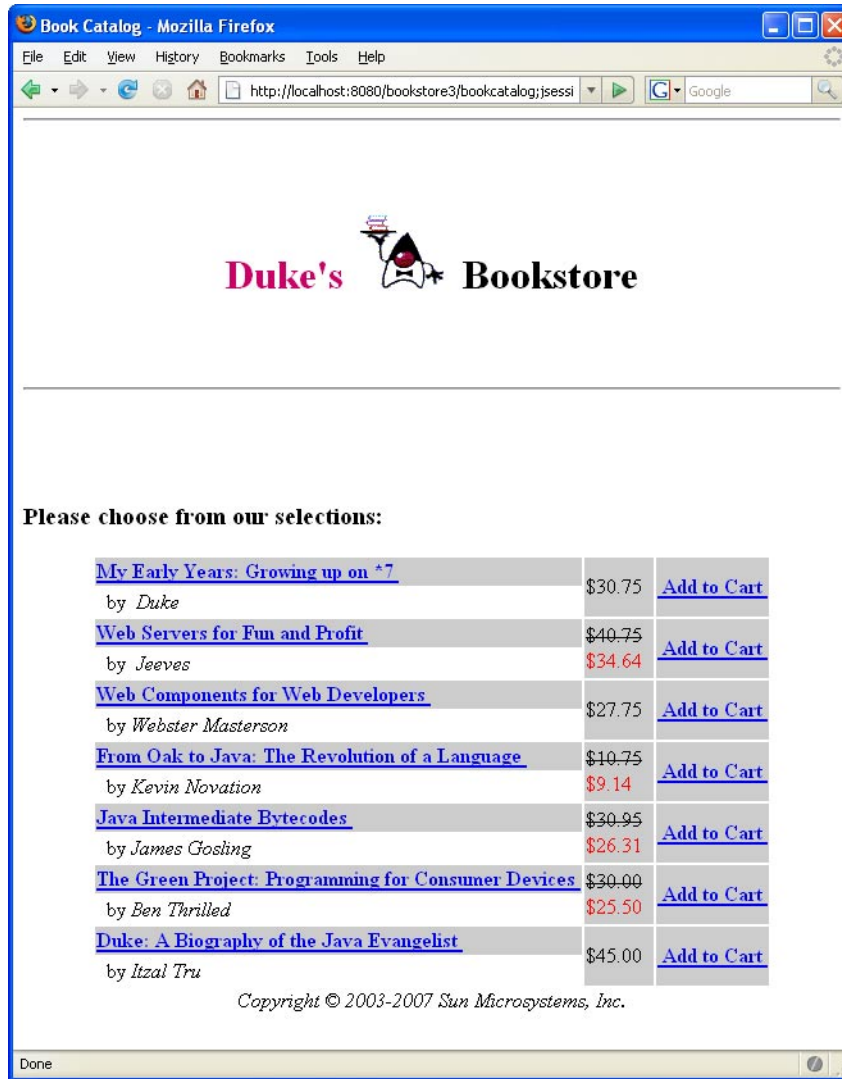 Book Catalog - Mozilla Firefox
File Edit View History Bookmarks Tools Help
http://localhost:8080/bookstore3/bookcatalog;jsessi
G Google
Duke's Bookstore
Please choose from our selections:
My Early Years: Growing up on *7
by Duke
$30.75 Add to Cart
Web Servers for Fun and Profit
by Jeeves
$40.75
$34.64
Add to Cart
Web Components for Web Developers
by Webster Masterson
$27.75 Add to Cart
From Oak to Java: The Revolution of a Language
by Kevin Novation
$10.75
$9.14
Add to Cart
Java Intermediate Bytecodes
by James Gosling
$30.95
$26.31
Add to Cart
The Green Project: Programming for Consumer Devices
by Ben Thrilled
$30.00
$25.50
Add to Cart
Duke: A Biography of the Java Evangelist
by Itzal Tru
$45.00 Add to Cart
Copyright © 2003-2007 Sun Microsystems, Inc.
Done